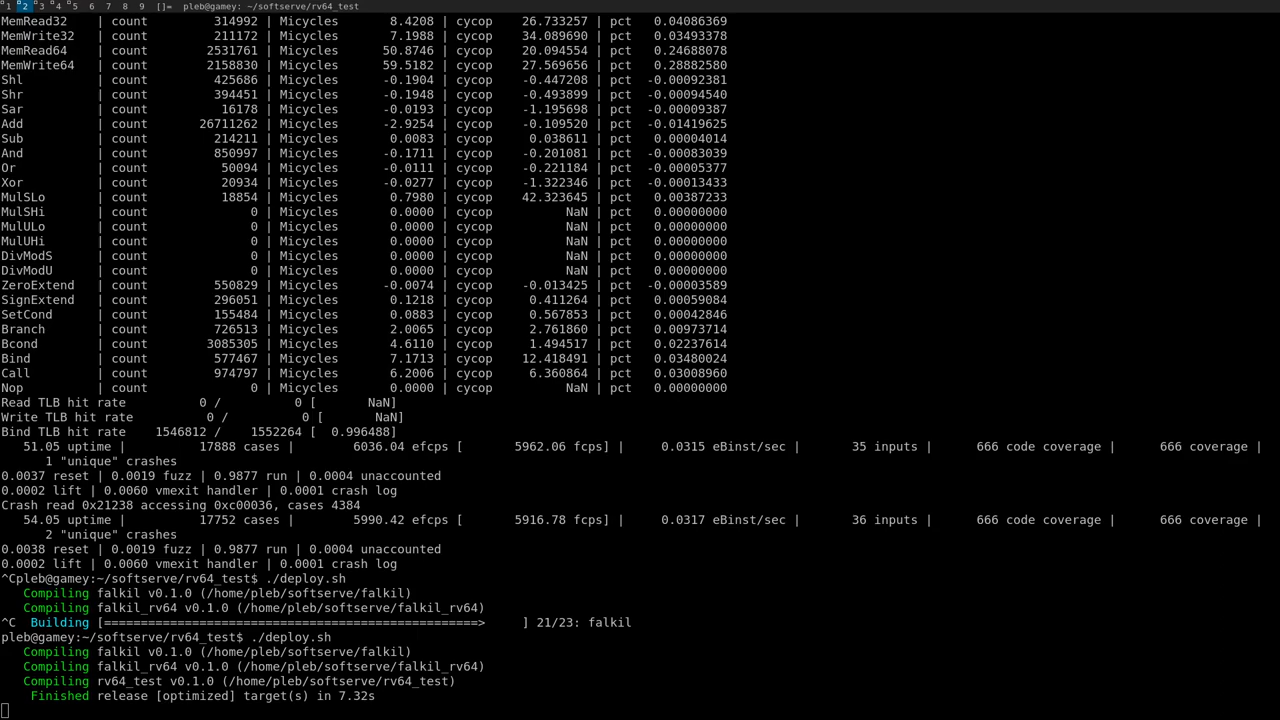 1 2 3 4 5 6 7 8 9 []= pleb@gamey: ~/softserve/rv64_test
MemRead32 | count 314992 | Micycles 8.4208 | cycop 26.733257 | pct 0.04086369
MemWrite32 | count 211172 | Micycles 7.1988 | cycop 34.089690 | pct 0.03493378
MemRead64 | count 2531761 | Micycles 50.8746 | cycop 20.094554 | pct 0.24688078
MemWrite64 | count 2158830 | Micycles 59.5182 | cycop 27.569656 | pct 0.28882580
Shl | count 425686 | Micycles -0.1904 | cycop -0.447208 | pct -0.00092381
Shr | count 394451 | Micycles -0.1948 | cycop -0.493899 | pct -0.00094540
Sar | count 16178 | Micycles -0.0193 | cycop -1.195698 | pct -0.00009387
Add | count 26711262 | Micycles -2.9254 | cycop -0.109520 | pct -0.01419625
Sub | count 214211 | Micycles 0.0083 | cycop 0.038611 | pct 0.00004014
And | count 850997 | Micycles -0.1711 | cycop -0.201081 | pct -0.00083039
Or | count 50094 | Micycles -0.0111 | cycop -0.221184 | pct -0.00005377
Xor | count 20934 | Micycles -0.0277 | cycop -1.322346 | pct -0.00013433
MulSLo | count 18854 | Micycles 0.7980 | cycop 42.323645 | pct 0.00387233
MulSHi | count 0 | Micycles 0.0000 | cycop NaN | pct 0.00000000
MulULo | count 0 | Micycles 0.0000 | cycop NaN | pct 0.00000000
MulUHi | count 0 | Micycles 0.0000 | cycop NaN | pct 0.00000000
DivModS | count 0 | Micycles 0.0000 | cycop NaN | pct 0.00000000
DivModU | count 0 | Micycles 0.0000 | cycop NaN | pct 0.00000000
ZeroExtend | count 550829 | Micycles -0.0074 | cycop -0.013425 | pct -0.00003589
SignExtend | count 296051 | Micycles 0.1218 | cycop 0.411264 | pct 0.00059084
SetCond | count 155484 | Micycles 0.0883 | cycop 0.567853 | pct 0.00042846
Branch | count 726513 | Micycles 2.0065 | cycop 2.761860 | pct 0.00973714
Bcond | count 3085305 | Micycles 4.6110 | cycop 1.494517 | pct 0.02237614
Bind | count 577467 | Micycles 7.1713 | cycop 12.418491 | pct 0.03480024
Call | count 974797 | Micycles 6.2006 | cycop 6.360864 | pct 0.03008960
Nop | count 0 | Micycles 0.0000 | cycop NaN | pct 0.00000000
Read TLB hit rate 0 / 0 [ NaN]
Write TLB hit rate 0 / 0 [ NaN]
Bind TLB hit rate 1546812 / 1552264 [ 0.996488]
51.05 uptime | 17888 cases | 6036.04 efcps [ 5962.06 fcps] | 0.0315 eBinst/sec | 35 inputs | 666 code coverage | 666 coverage |
1 "unique" crashes
0.0037 reset | 0.0019 fuzz | 0.9877 run | 0.0004 unaccounted
0.0002 lift | 0.0060 vmexit handler | 0.0001 crash log
Crash read 0x21238 accessing 0xc00036, cases 4384
54.05 uptime | 17752 cases | 5990.42 efcps [ 5916.78 fcps] | 0.0317 eBinst/sec | 36 inputs | 666 code coverage | 666 coverage |
2 "unique" crashes
0.0038 reset | 0.0019 fuzz | 0.9877 run | 0.0004 unaccounted
0.0002 lift | 0.0060 vmexit handler | 0.0001 crash log
^Cpleb@gamey:~/softserve/rv64_test$ ./deploy.sh
Compiling falkil v0.1.0 (/home/pleb/softserve/falkil)
Compiling falkil_rv64 v0.1.0 (/home/pleb/softserve/falkil_rv64)
^C Building [==================================================> ] 21/23: falkil
pleb@gamey:~/softserve/rv64_test$ ./deploy.sh
Compiling falkil v0.1.0 (/home/pleb/softserve/falkil)
Compiling falkil_rv64 v0.1.0 (/home/pleb/softserve/falkil_rv64)
Compiling rv64_test v0.1.0 (/home/pleb/softserve/rv64_test)
Finished release [optimized] target(s) in 7.32s